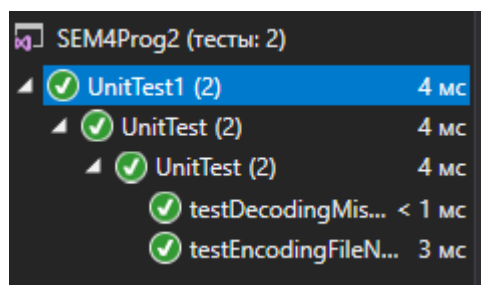 SEM4Prog2 (тесты: 2)
UnitTest1 (2) 4 мс
UnitTest (2) 4 мс
UnitTest (2) 4 мс
testDecodingMis... < 1 мс
testEncodingFileN... 3 мс